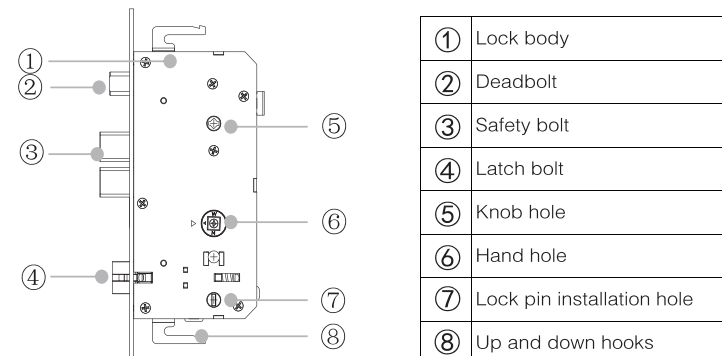 ①
②
③
④
⑤
⑥
⑦
⑧
① Lock body
② Deadbolt
③ Safety bolt
④ Latch bolt
⑤ Knob hole
⑥ Hand hole
⑦ Lock pin installation hole
⑧ Up and down hooks